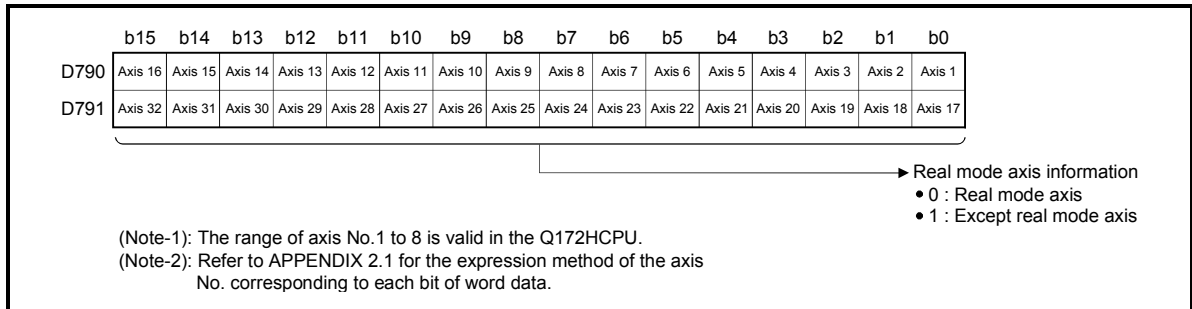 b15 b14 b13 b12 b11 b10 b9 b8 b7 b6 b5 b4 b3 b2 b1 b0
D790 Axis 16 Axis 15 Axis 14 Axis 13 Axis 12 Axis 11 Axis 10 Axis 9 Axis 8 Axis 7 Axis 6 Axis 5 Axis 4 Axis 3 Axis 2 Axis 1
D791 Axis 32 Axis 31 Axis 30 Axis 29 Axis 28 Axis 27 Axis 26 Axis 25 Axis 24 Axis 23 Axis 22 Axis 21 Axis 20 Axis 19 Axis 18 Axis 17
Real mode axis information
• 0 : Real mode axis
• 1 : Except real mode axis
(Note-1): The range of axis No.1 to 8 is valid in the Q172HCPU.
(Note-2): Refer to APPENDIX 2.1 for the expression method of the axis
No. corresponding to each bit of word data.